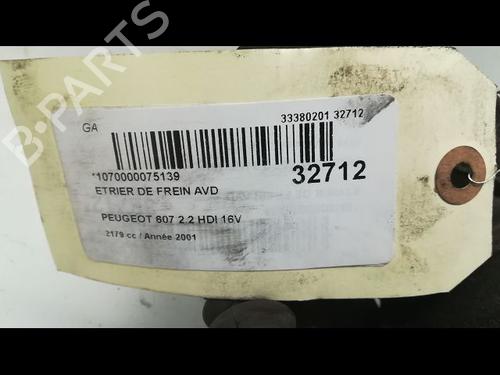 B-PARTS
GA
33380201 32712
*1070000075139
32712
ETRIER DE FREIN AVD
PEUGEOT 607 2.2 HDI 16V
2179 cc / Année 2001